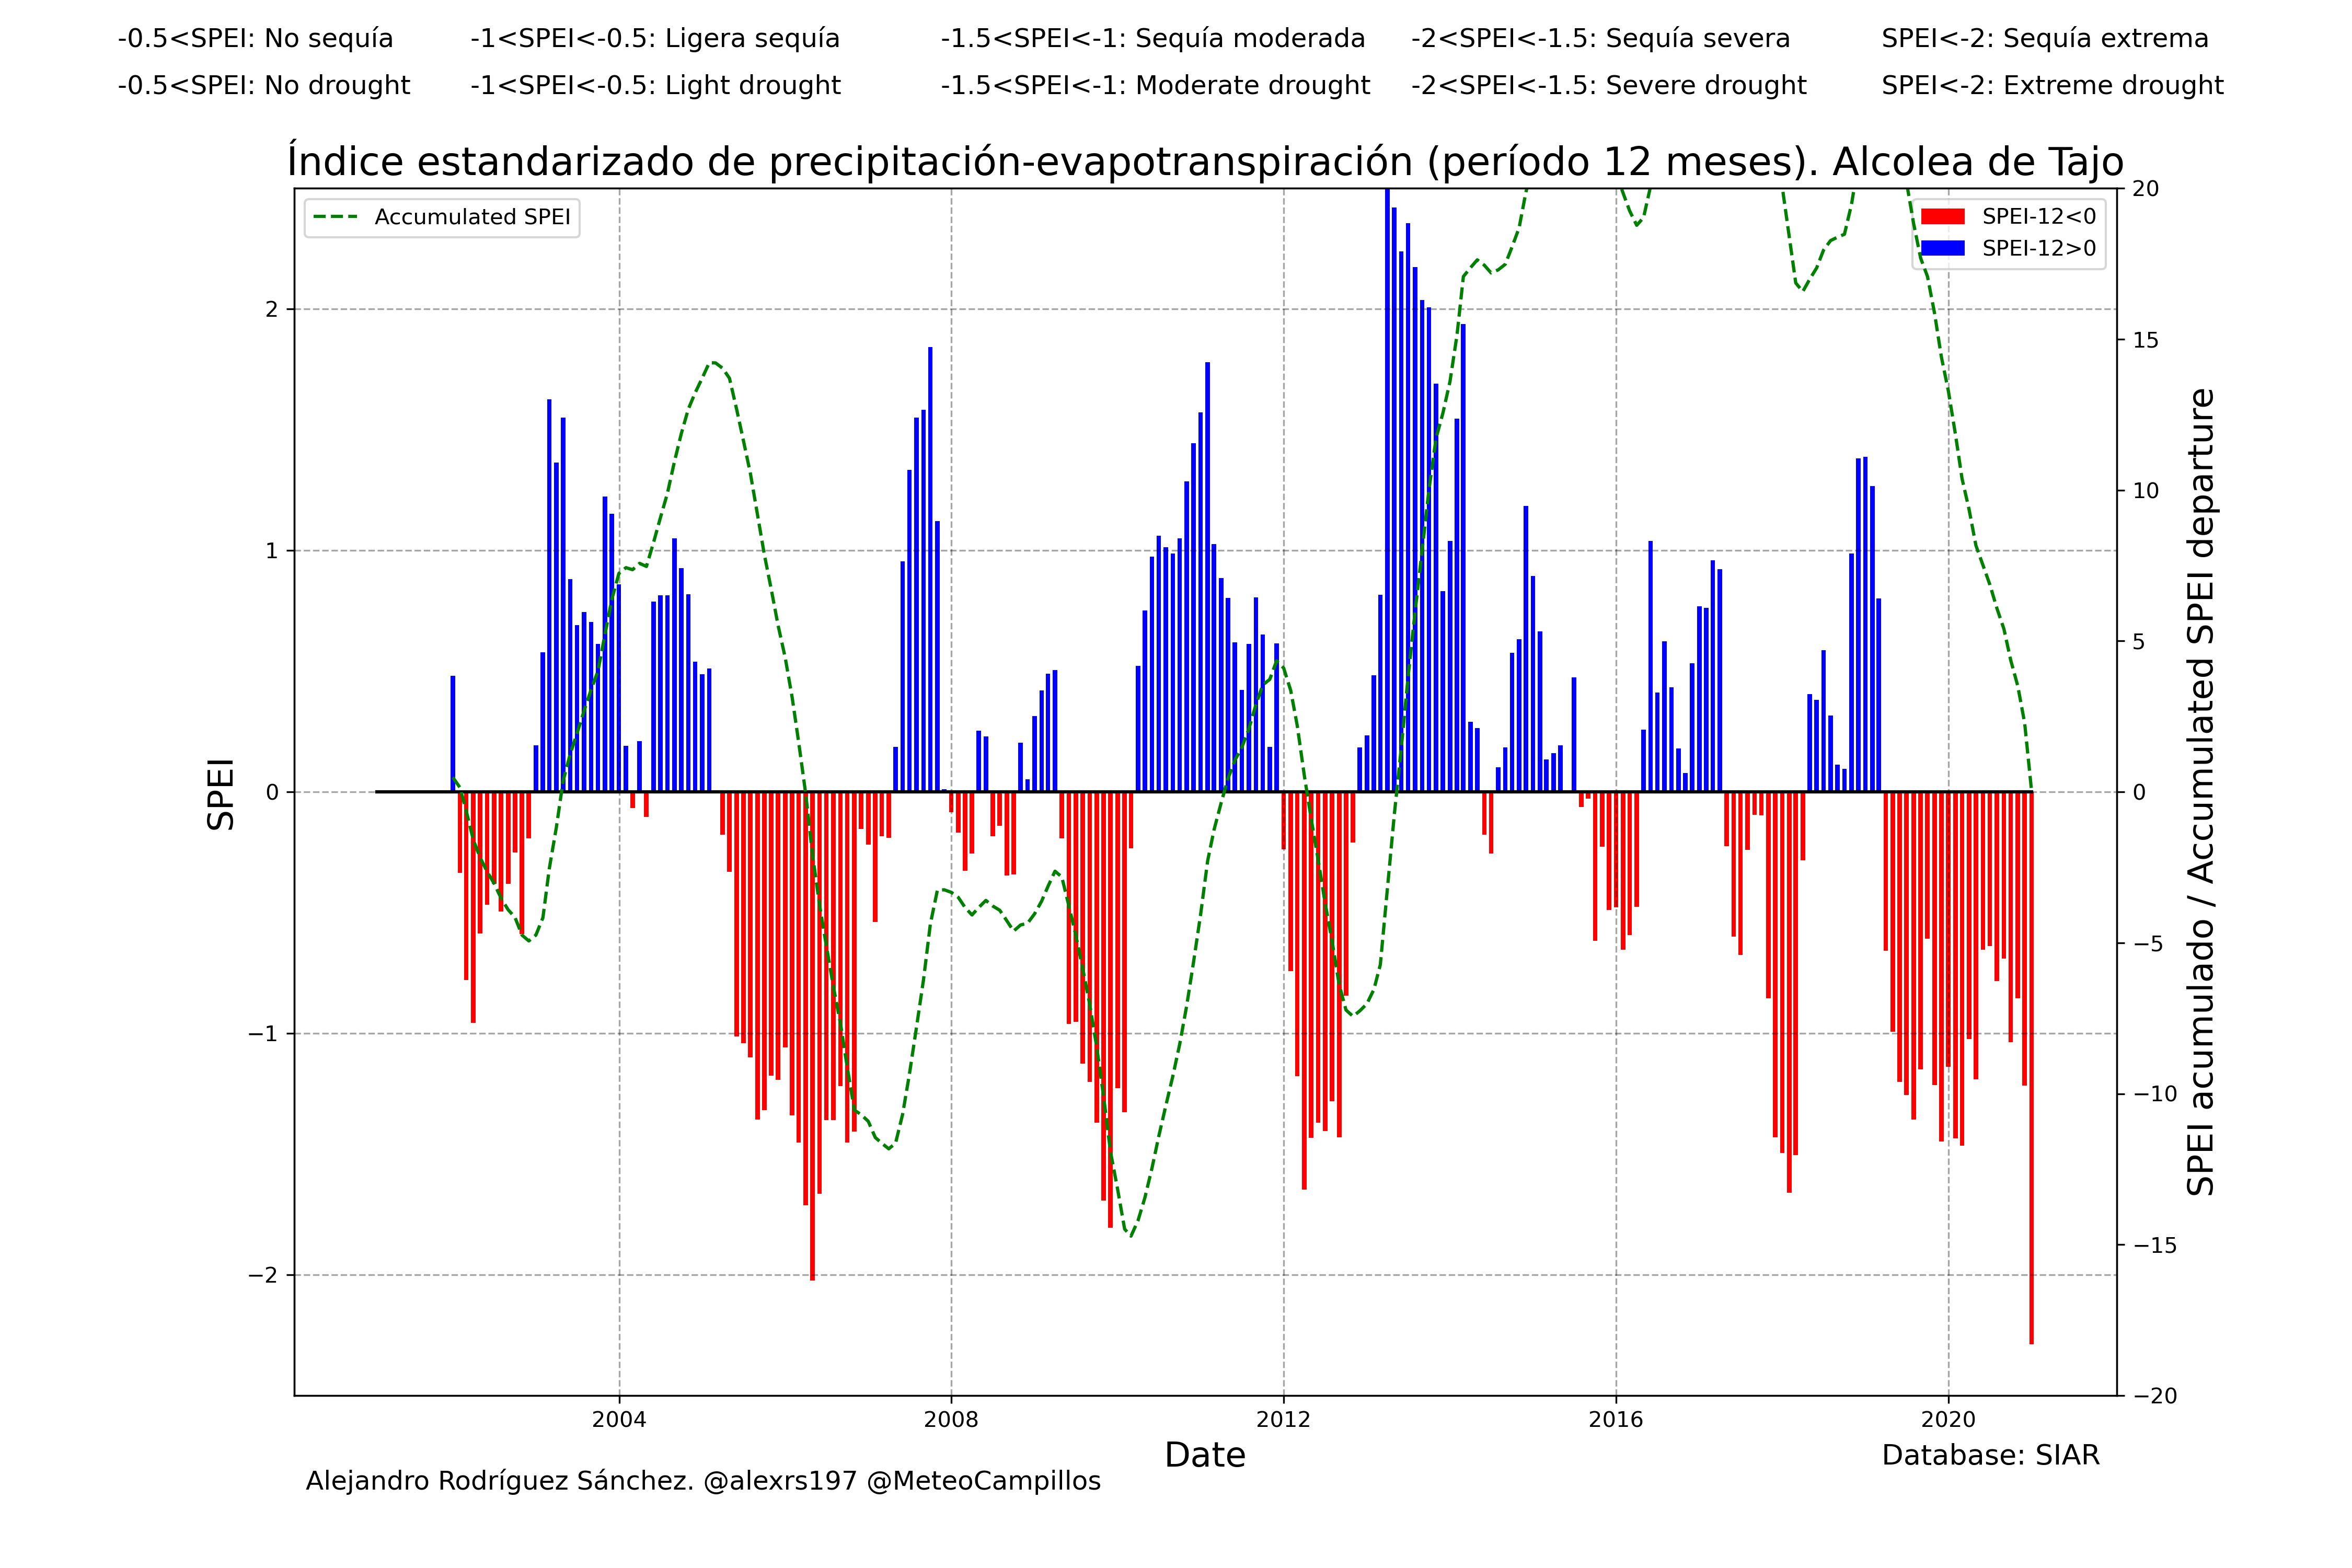 -0.5<SPEI: No sequía -1<SPEI<-0.5: Ligera sequía -1.5<SPEI<-1: Sequía moderada -2<SPEI<-1.5: Sequía severa SPEI<-2: Sequía extrema
-0.5<SPEI: No drought -1<SPEI<-0.5: Light drought -1.5<SPEI<-1: Moderate drought -2<SPEI<-1.5: Severe drought SPEI<-2: Extreme drought
Índice estandarizado de precipitación-evapotranspiración (período 12 meses). Alcolea de Tajo
Accumulated SPEI
SPEI-12<0
SPEI-12>0
SPEI
2
1
0
−1
−2
20
15
10
5
0
−5
−10
−15
−20
SPEI acumulado / Accumulated SPEI departure
2004 2008 2012 2016 2020
Date
Database: SIAR
Alejandro Rodríguez Sánchez. @alexrs197 @MeteoCampillos